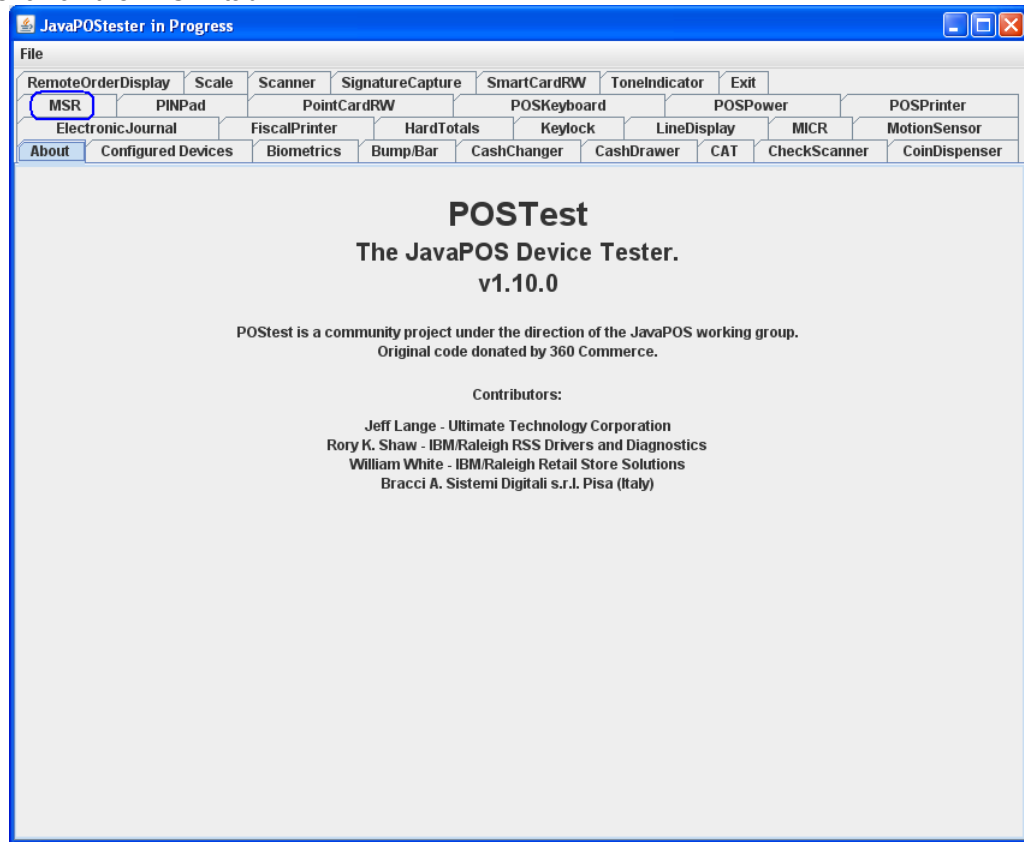 JavaPOStester in Progress
File
RemoteOrderDisplay Scale Scanner SignatureCapture SmartCardRW ToneIndicator Exit
MSR PINPad PointCardRW POSKeyboard POSPower POSPrinter
ElectronicJournal FiscalPrinter HardTotals Keylock LineDisplay MICR MotionSensor
About Configured Devices Biometrics Bump/Bar CashChanger CashDrawer CAT CheckScanner CoinDispenser
POSTest
The JavaPOS Device Tester.
v1.10.0
POStest is a community project under the direction of the JavaPOS working group.
Original code donated by 360 Commerce.
Contributors:
Jeff Lange - Ultimate Technology Corporation
Rory K. Shaw - IBM/Raleigh RSS Drivers and Diagnostics
William White - IBM/Raleigh Retail Store Solutions
Bracci A. Sistemi Digitali s.r.l. Pisa (Italy)